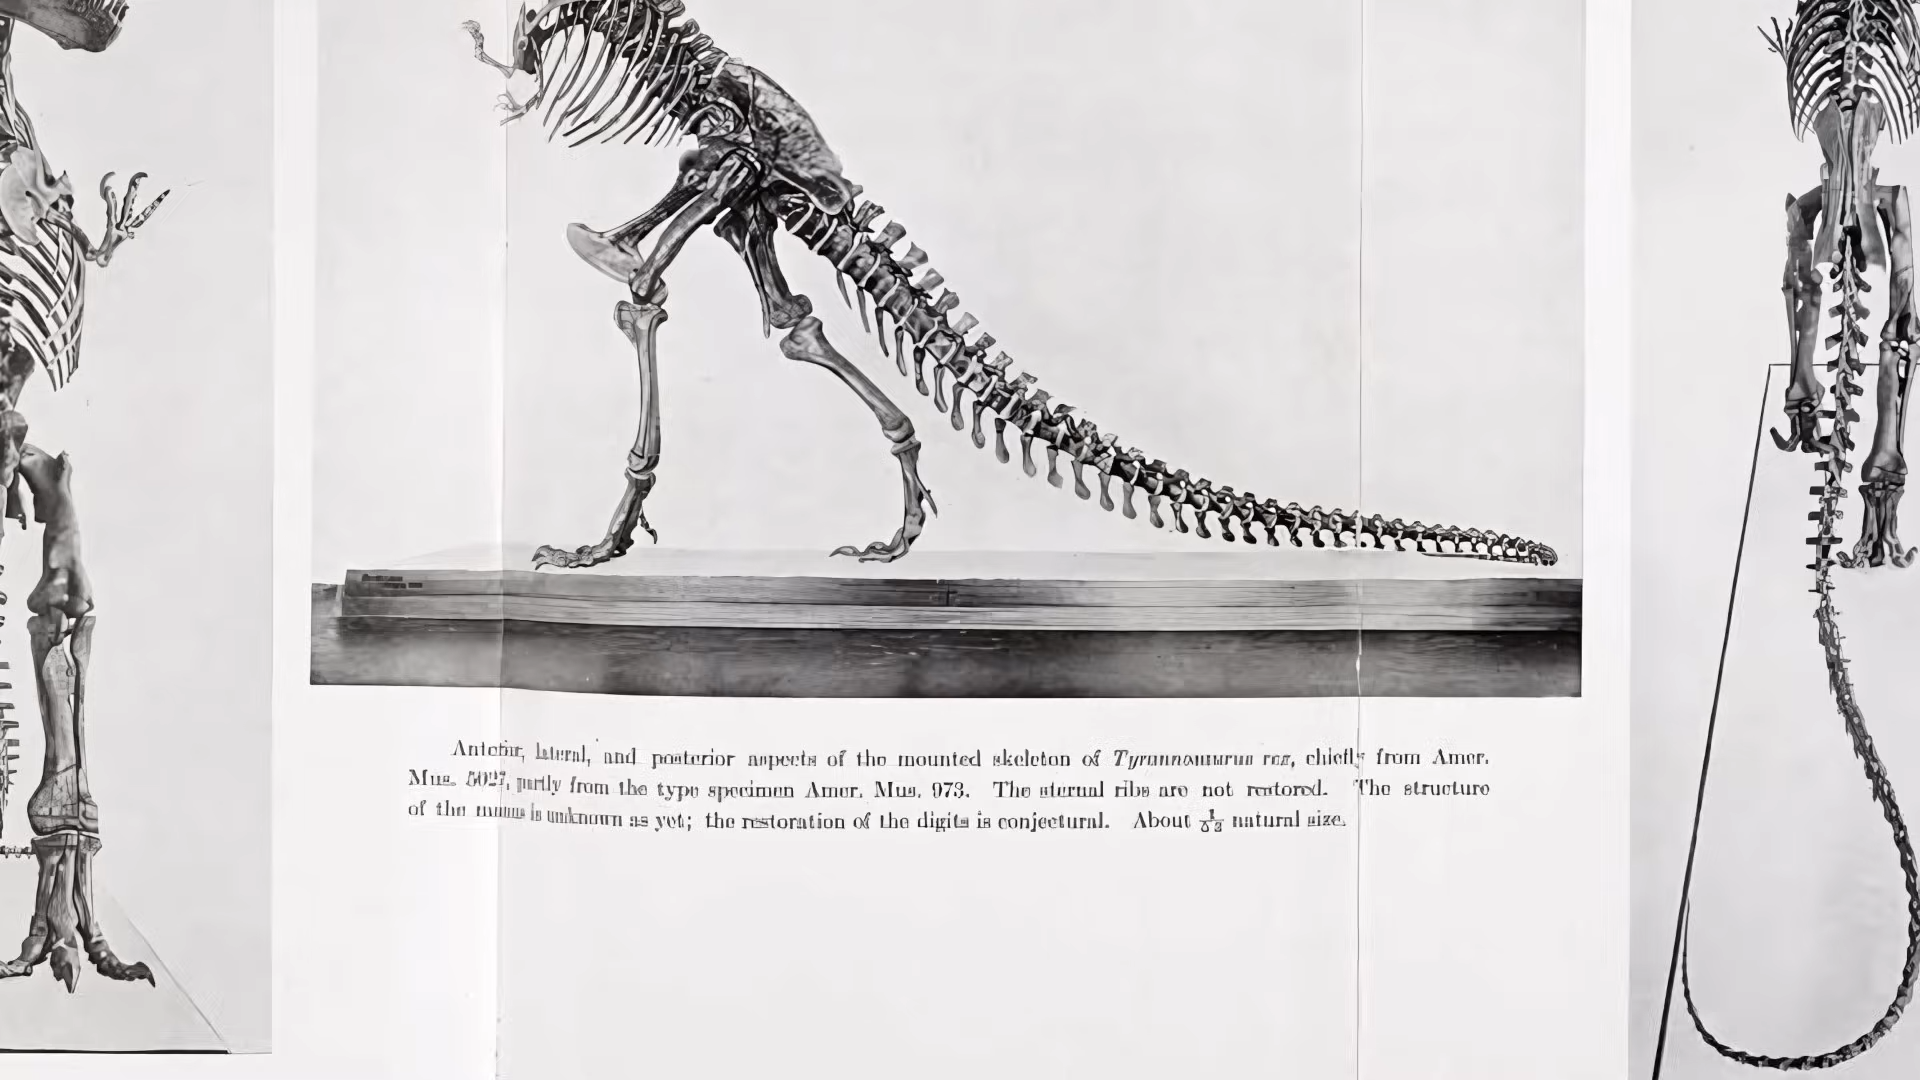 Anterior, lateral, and posterior aspects of the mounted skeleton of Tyrannosaurus rex, chiefly from Amer.
Mus. 5027, partly from the type specimen Amer. Mus. 973. The sternal ribs are not restored. The structure
of the manus is unknown as yet; the restoration of the digits is conjectural. About natural size.